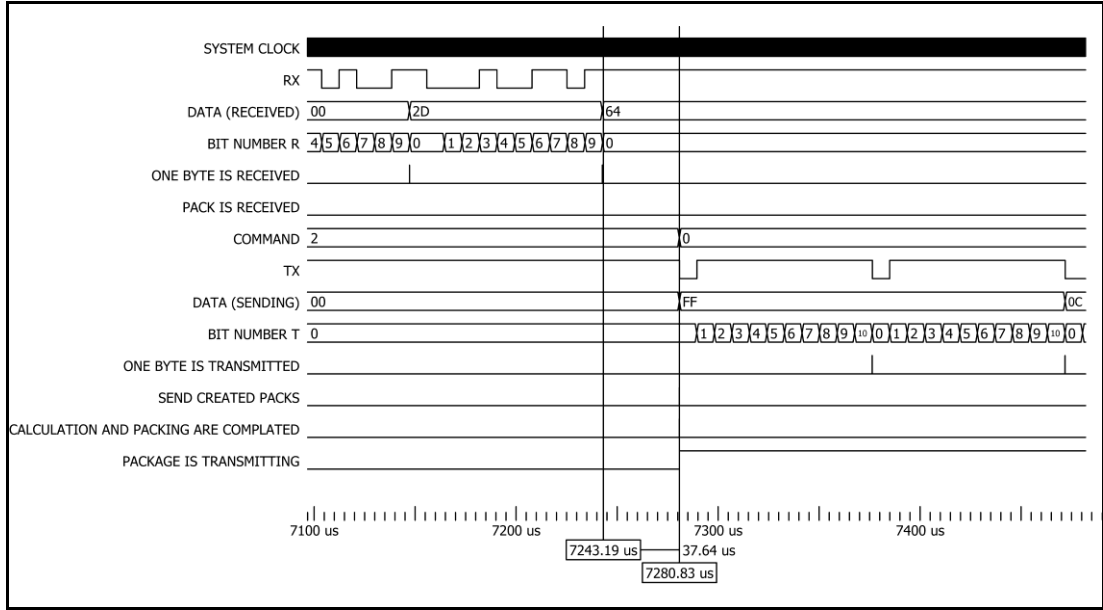 SYSTEM CLOCK
RX
DATA (RECEIVED) 00 2D 64
BIT NUMBER R 4 5 6 7 8 9 0 1 2 3 4 5 6 7 8 9 0
ONE BYTE IS RECEIVED
PACK IS RECEIVED
COMMAND 2 0
TX
DATA (SENDING) 00 FF 0C
BIT NUMBER T 0 1 2 3 4 5 6 7 8 9 10 0 1 2 3 4 5 6 7 8 9 10 0
ONE BYTE IS TRANSMITTED
SEND CREATED PACKS
CALCULATION AND PACKING ARE COMPLATED
PACKAGE IS TRANSMITTING
7100 us 7200 us 7300 us 7400 us
7243.19 us 37.64 us
7280.83 us